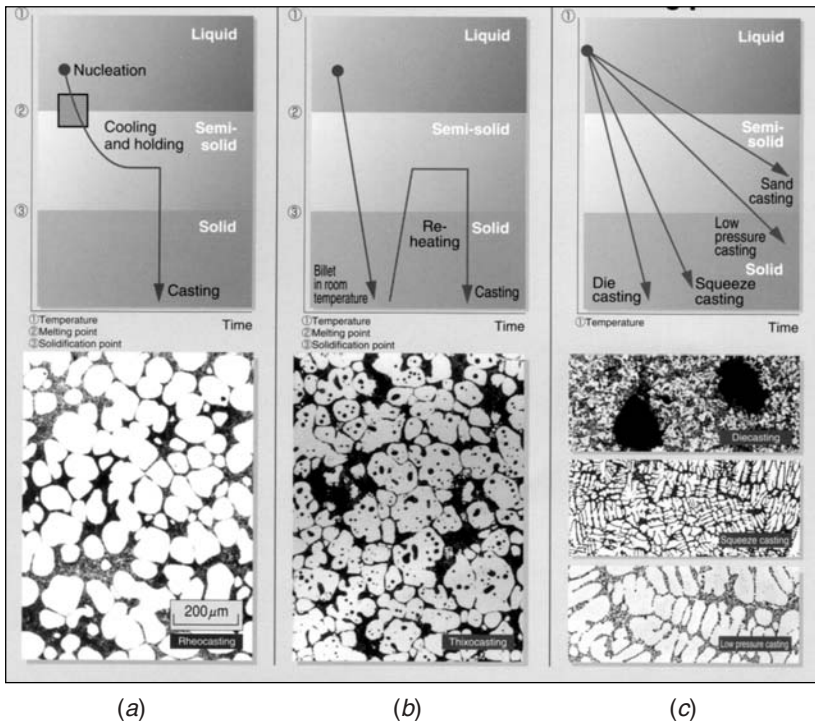 ①
Liquid
Nucleation
②
Cooling
and holding
Semi-
solid
③
Solid
Casting
①Temperature
②Melting point
③Solidification point
Time
200μm
Rheocasting
①
Liquid
②
Semi-solid
③
Solid
Re-
heating
Billet
in room
temperature
Casting
①Temperature
②Melting point
③Solidification point
Time
Thixocasting
①
Liquid
Semi-
solid
Sand
casting
Low
pressure
casting
Solid
Die
casting
Squeeze
casting
①Temperature
Time
Diecasting
Squeeze casting
Low pressure casting
(a)
(b)
(c)